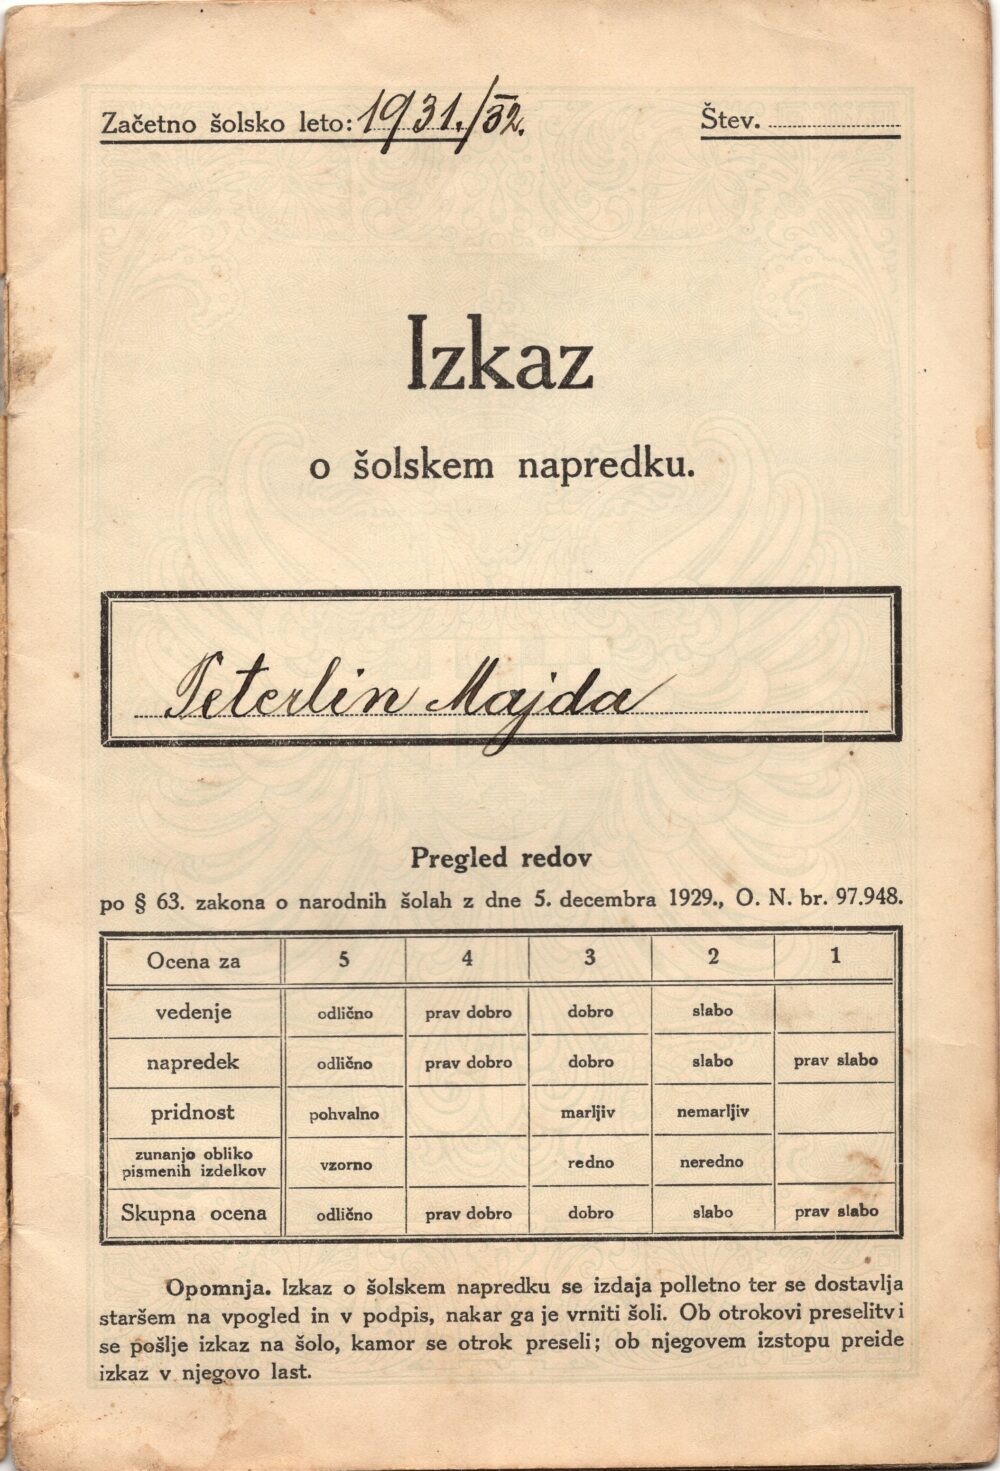 Začetno šolsko leto: 1931./32.
Štev.
Izkaz
o šolskem napredku.
Peterlin Majda
Pregled redov
po § 63. zakona o narodnih šolah z dne 5. decembra 1929., O. N. br. 97.948.
Ocena za 5 4 3 2 1
vedenje odlično prav dobro dobro slabo
napredek odlično prav dobro dobro slabo prav slabo
pridnost pohvalno marljiv nemarljiv
zunanjo obliko
pismenih izdelkov vzorno redno neredno
Skupna ocena odlično prav dobro dobro slabo prav slabo
Opomnja. Izkaz o šolskem napredku se izdaja polletno ter se dostavlja
staršem na vpogled in v podpis, nakar ga je vrniti šoli. Ob otrokovi preselitvi
se pošlje izkaz na šolo, kamor se otrok preseli; ob njegovem izstopu preide
izkaz v njegovo last.